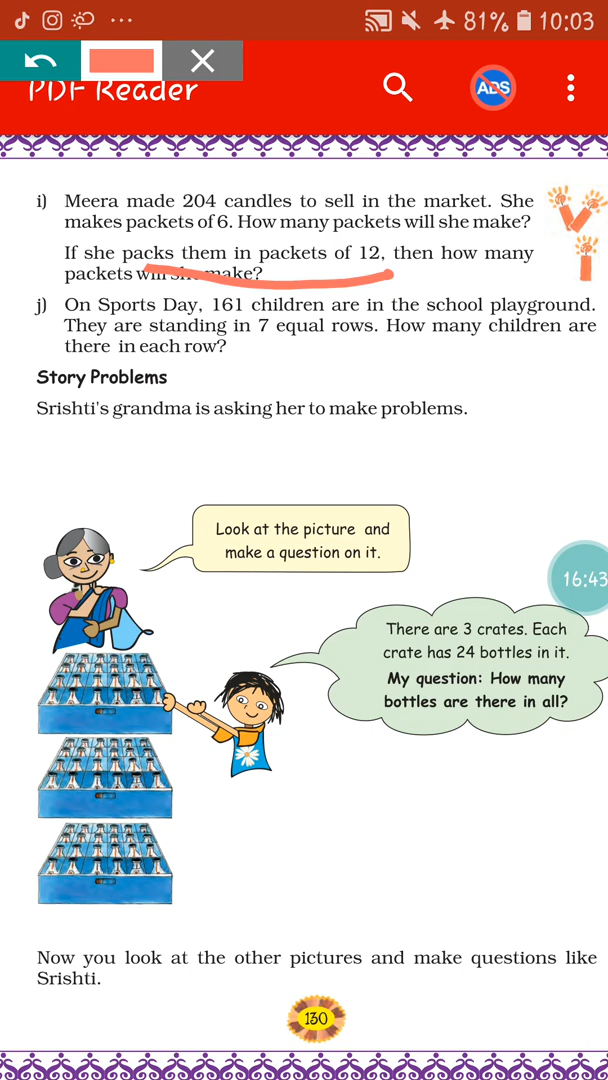 81% 10:03
PDF Reader
ADS
i) Meera made 204 candles to sell in the market. She
makes packets of 6. How many packets will she make?
If she packs them in packets of 12, then how many
packets will she make?
j) On Sports Day, 161 children are in the school playground.
They are standing in 7 equal rows. How many children are
there in each row?
Story Problems
Srishti's grandma is asking her to make problems.
Look at the picture and
make a question on it.
16:43
There are 3 crates. Each
crate has 24 bottles in it.
My question: How many
bottles are there in all?
Now you look at the other pictures and make questions like
Srishti.
130